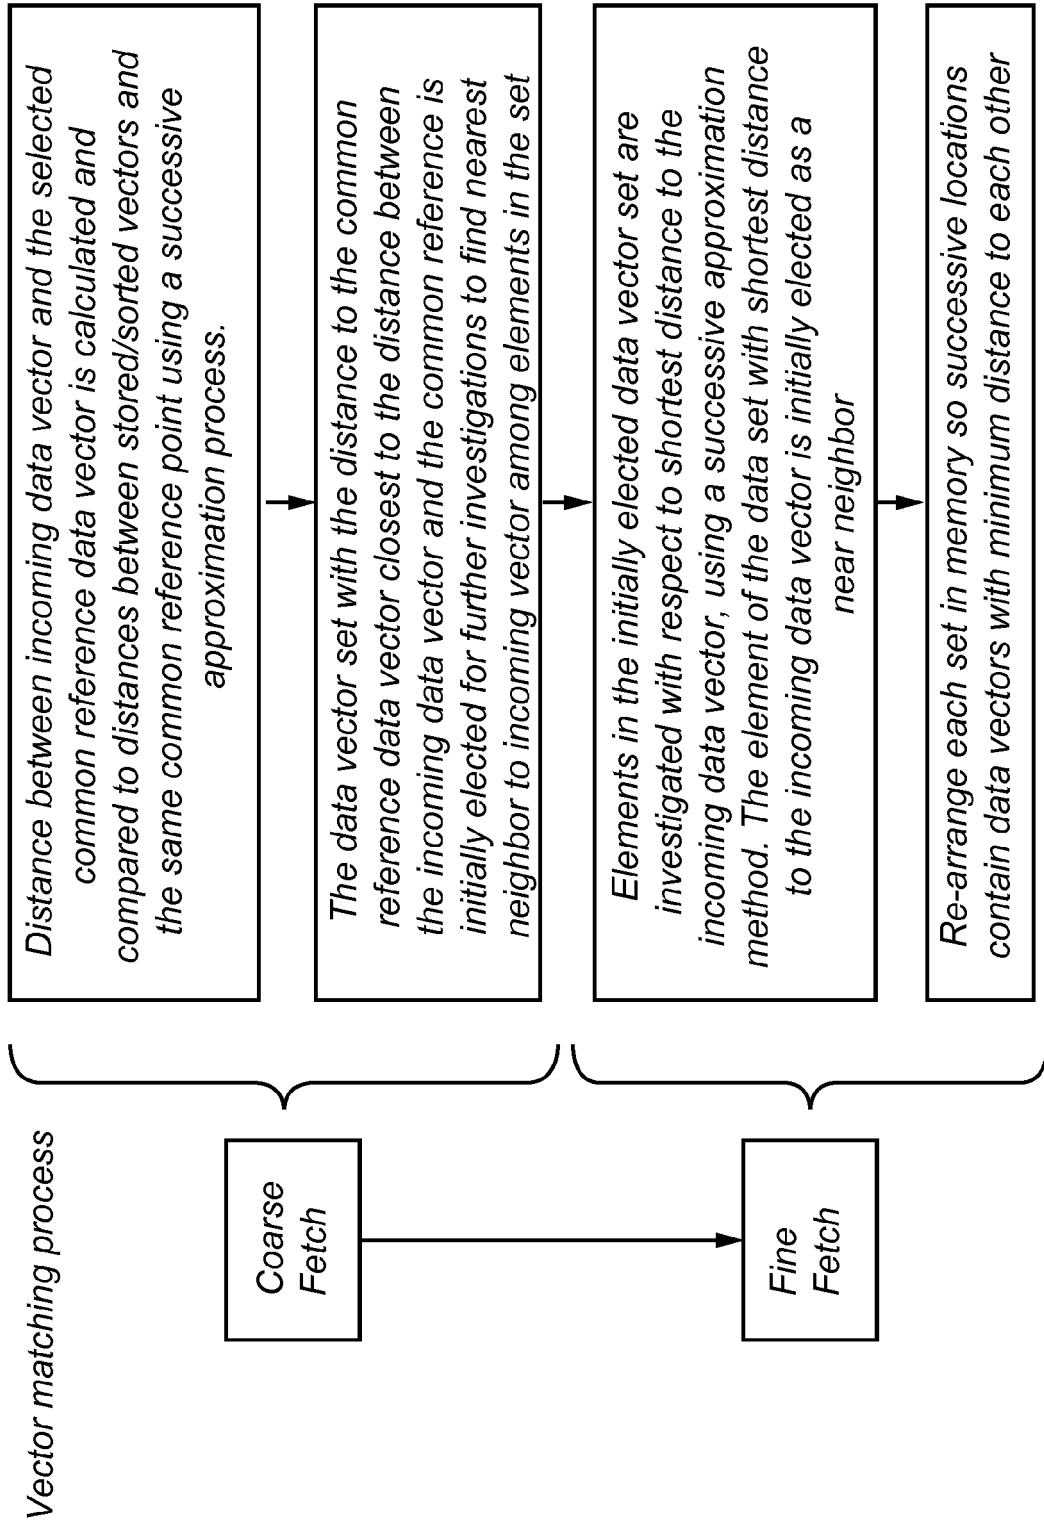 Vector matching process
Coarse
Fetch
Distance between incoming data vector and the selected
common reference data vector is calculated and
compared to distances between stored/sorted vectors and
the same common reference point using a successive
approximation process.
The data vector set with the distance to the common
reference data vector closest to the distance between
the incoming data vector and the common reference is
initially elected for further investigations to find nearest
neighbor to incoming vector among elements in the set
Fine
Fetch
Elements in the initially elected data vector set are
investigated with respect to shortest distance to the
incoming data vector, using a successive approximation
method. The element of the data set with shortest distance
to the incoming data vector is initially elected as a
near neighbor
Re-arrange each set in memory so successive locations
contain data vectors with minimum distance to each other